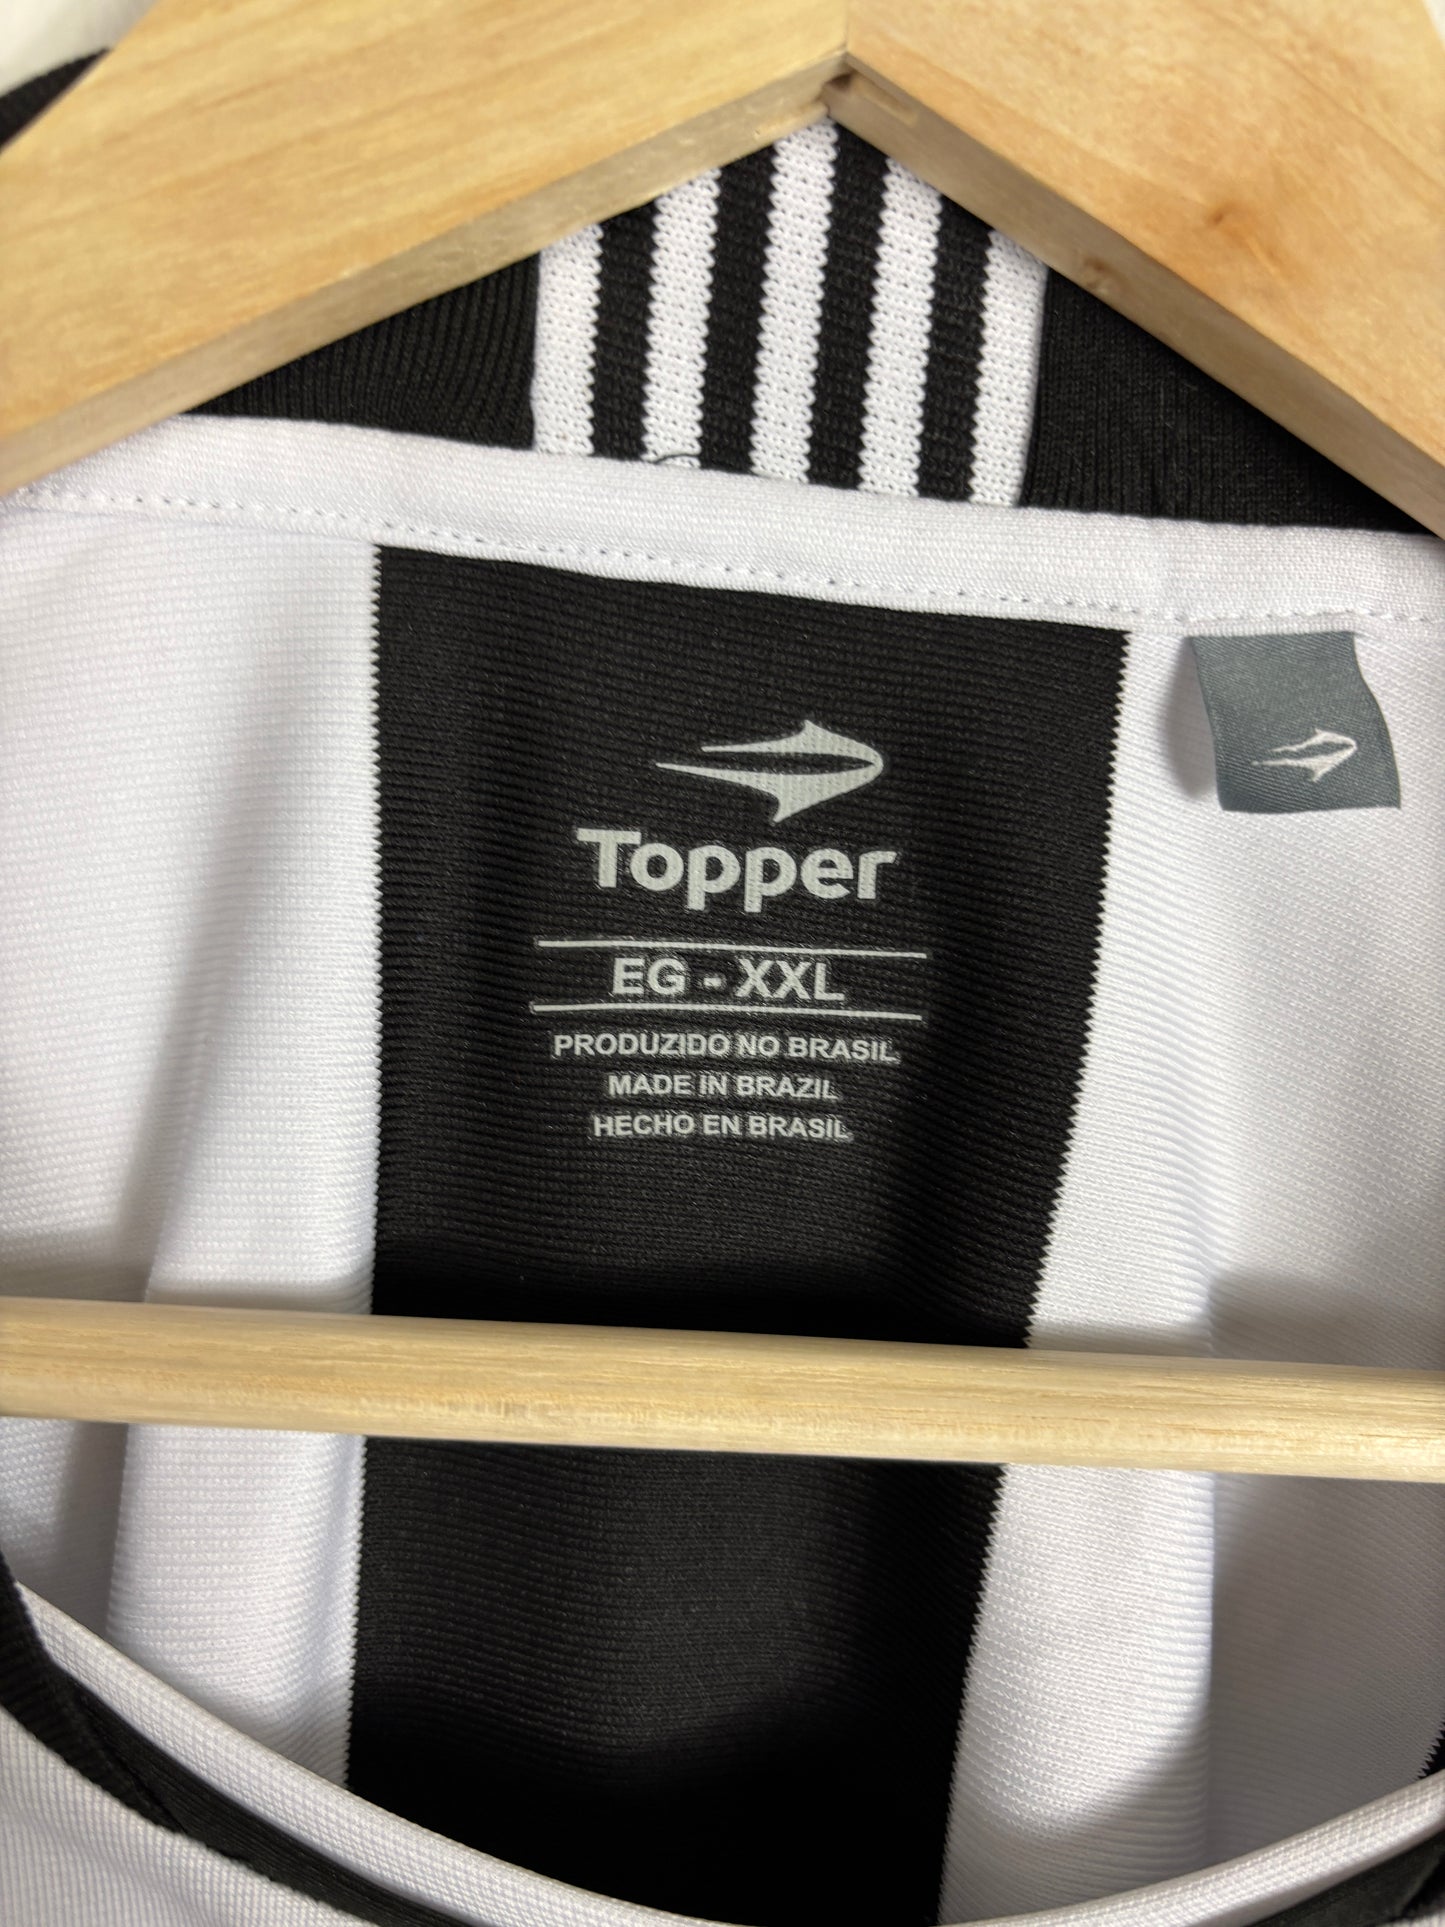 Topper
EG - XXL
PRODUZIDO NO BRASIL
MADE IN BRAZIL
HECHO EN BRASIL